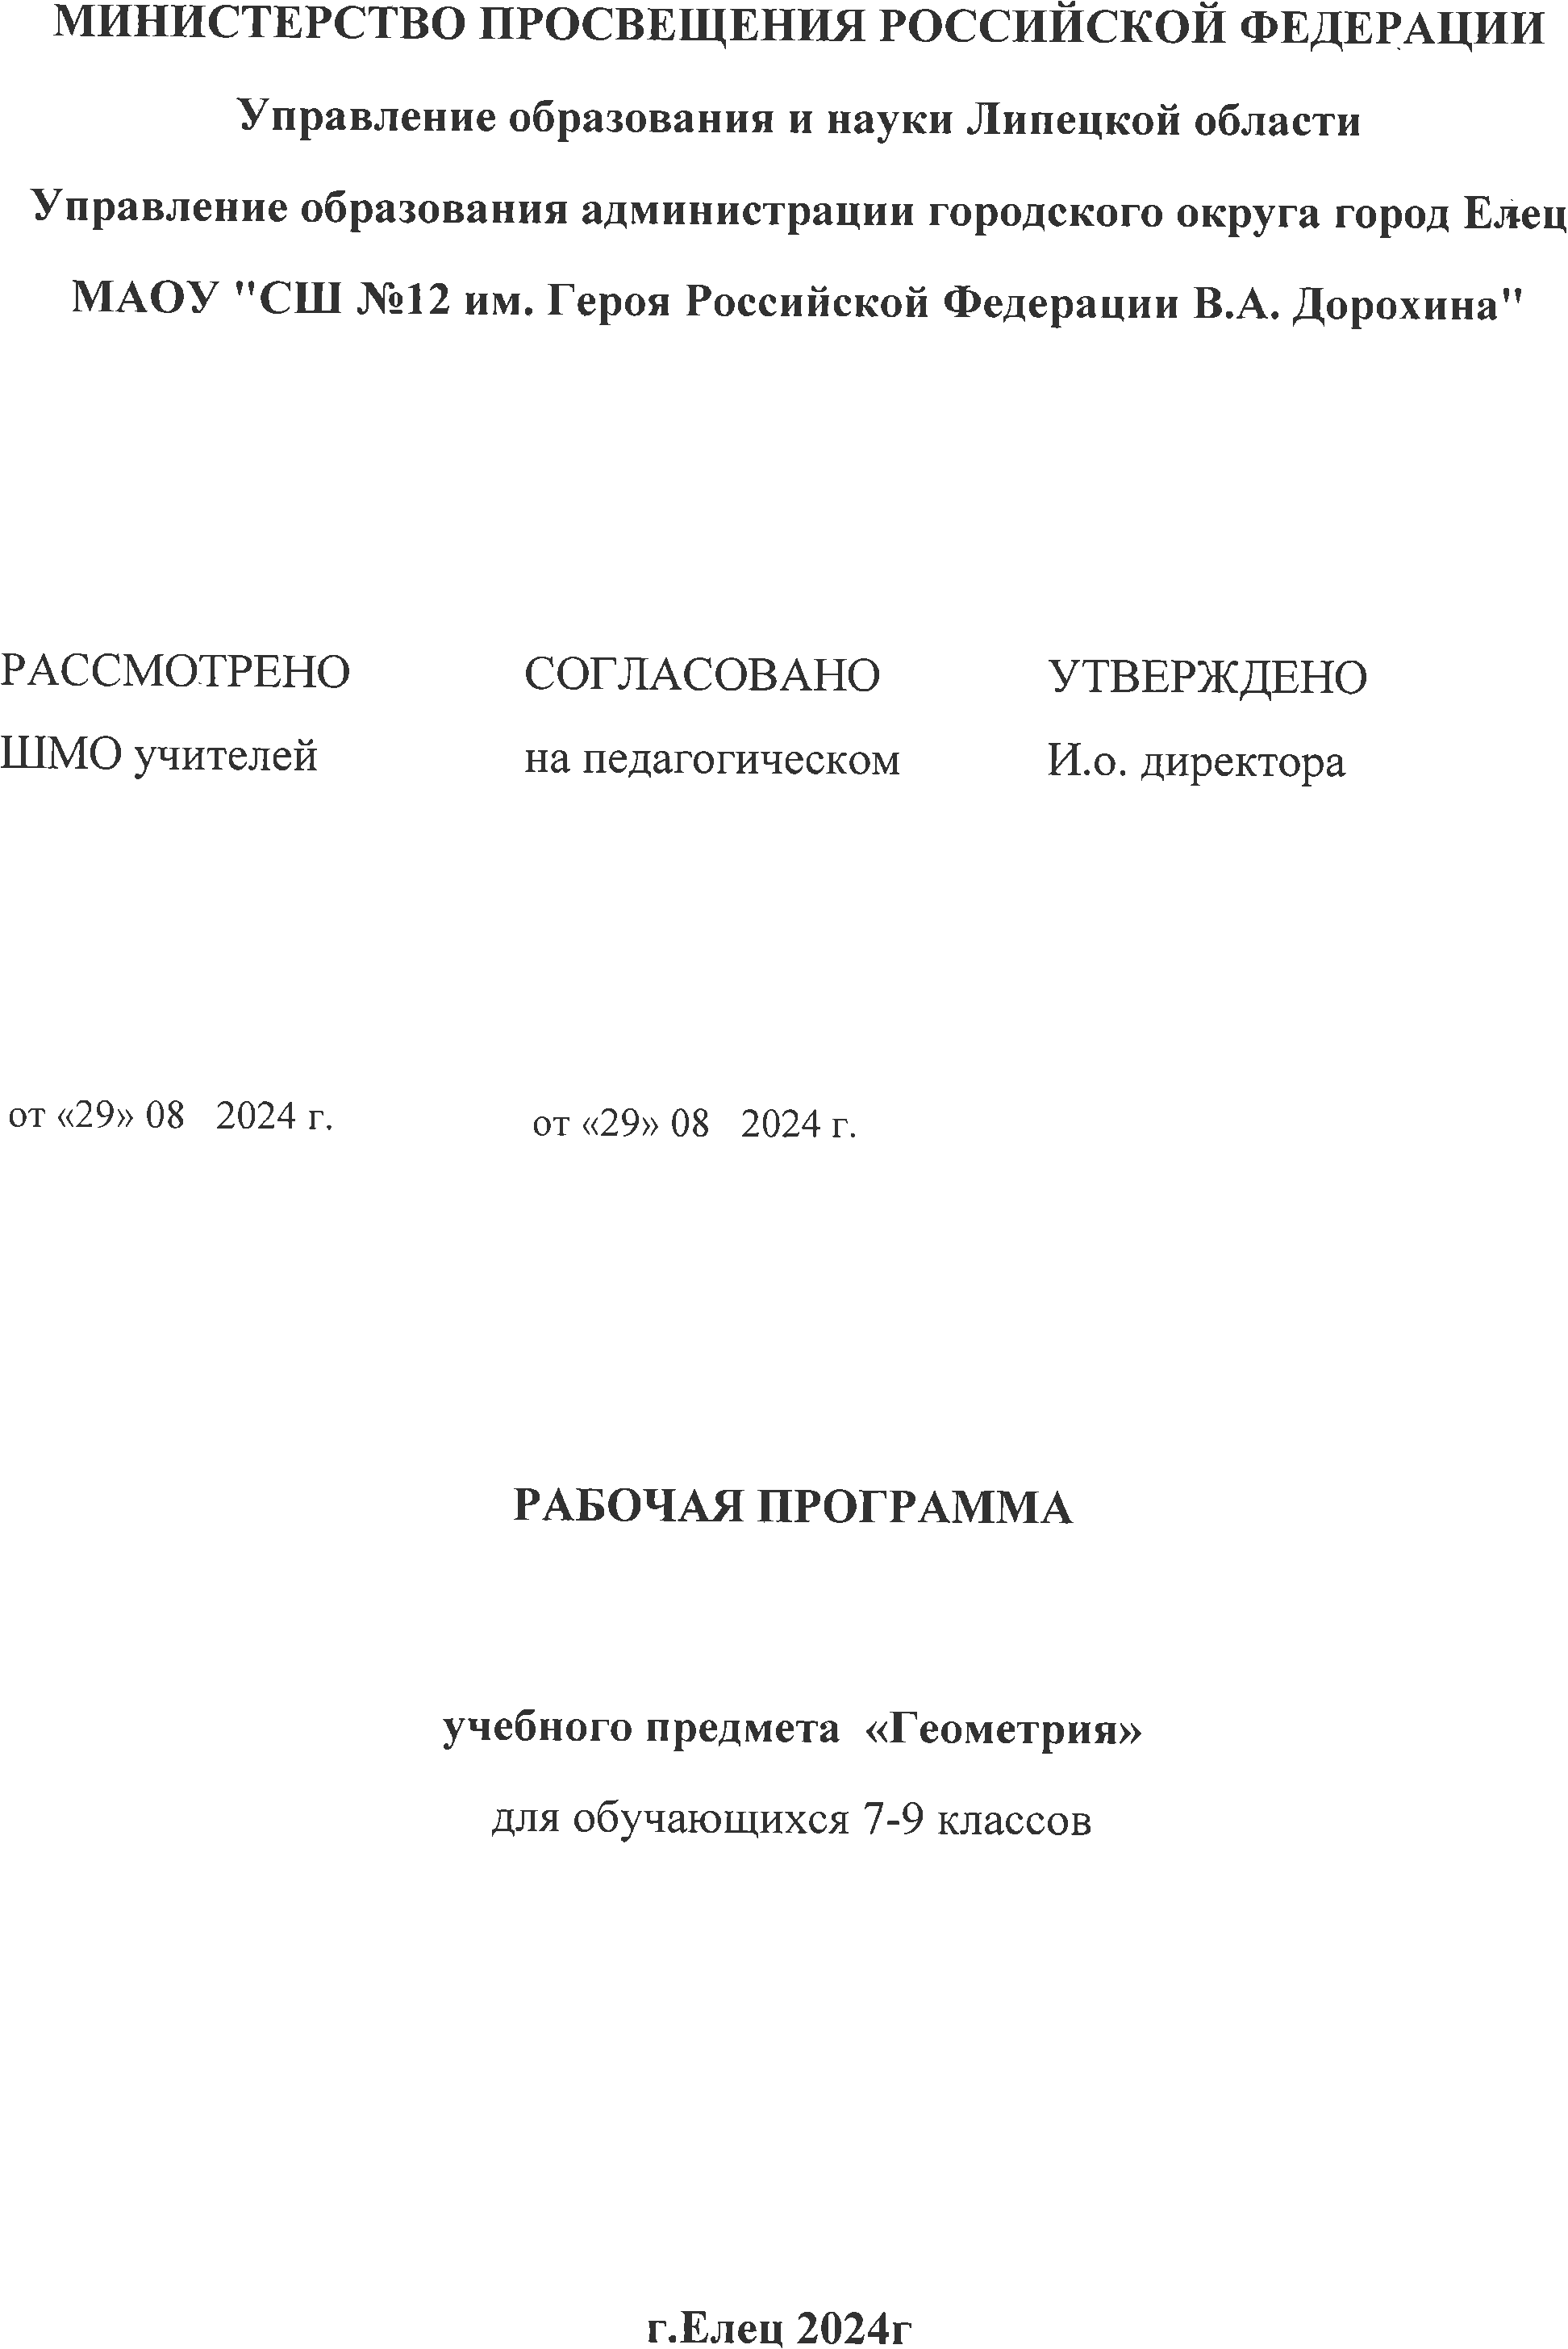 МИНИСТЕРСТВО ПРОСВЕЩЕНИЯ РОССИЙСКОЙ ФЕДЕРАЦИИ
Управление образования и науки Липецкой области
Управление образования администрации городского округа город Елец
МАОУ "СШ №12 им. Героя Российской Федерации В.А. Дорохина"
РАССМОТРЕНО СОГЛАСОВАНО УТВЕРЖДЕНО
ШМО учителей на педагогическом И.о. директора
от «29» 08 2024 г. от «29» 08 2024 г.
РАБОЧАЯ ПРОГРАММА
учебного предмета «Геометрия»
для обучающихся 7-9 классов
г.Елец 2024г